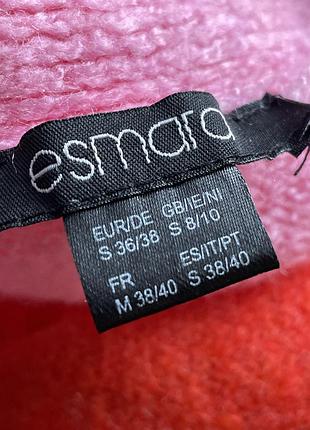 esmara
EUR/DE GB/IE/NI
S 36/38 S 8/10
FR ES/IT/PT
M 38/40 S 38/40